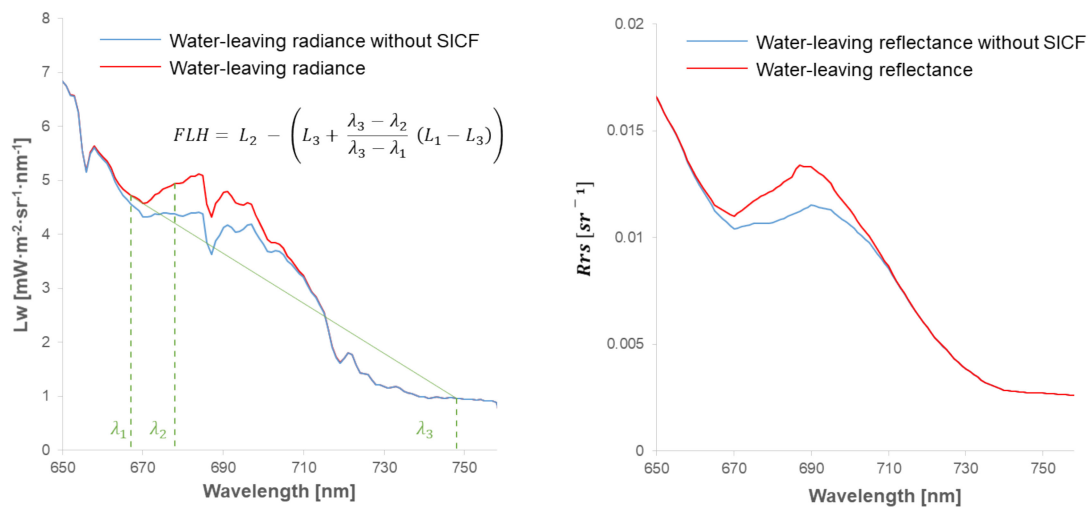 8
7
6
5
4
3
2
1
0
650
670
690
710
730
750
Lw [mW·m-2·sr-1·nm-1]
Wavelength [nm]
Water-leaving radiance without SICF
Water-leaving radiance
FLH = L2 − (L3 + (λ3 − λ2)/(λ3 − λ1) (L1 − L3))
λ1
λ2
λ3
0.02
0.015
0.01
0.005
0
650
670
690
710
730
750
Rrs [sr⁻¹]
Wavelength [nm]
Water-leaving reflectance without SICF
Water-leaving reflectance